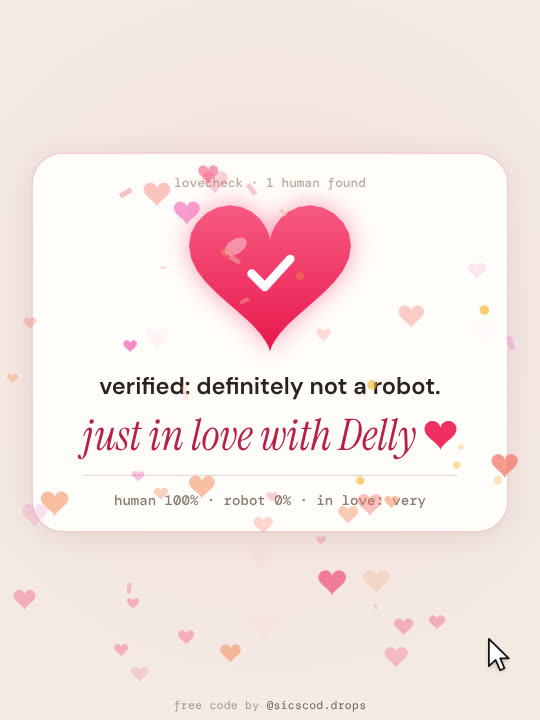 lovecheck · 1 human found
verified: definitely not a robot.
just in love with Delly
human 100% · robot 0% · in love: very
free code by @sicscod.drops